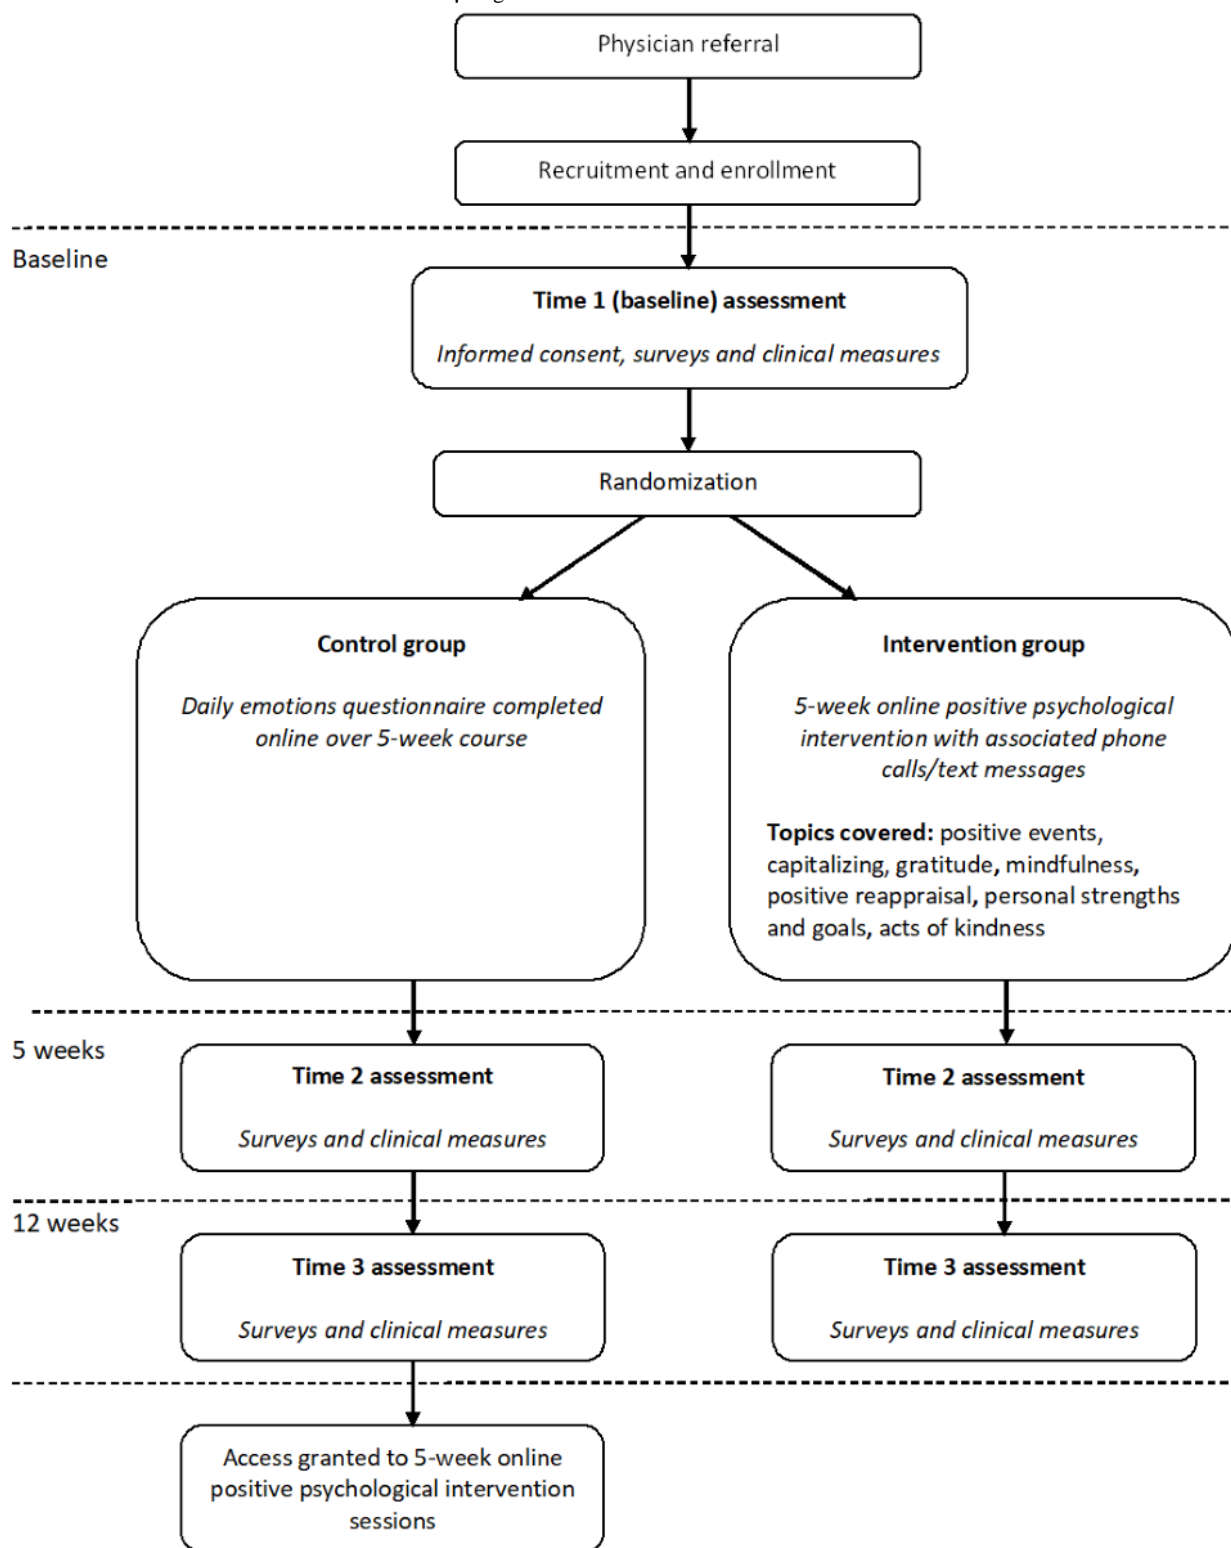 Physician referral
Recruitment and enrollment
Baseline
Time 1 (baseline) assessment
Informed consent, surveys and clinical measures
Randomization
Control group
Daily emotions questionnaire completed
online over 5-week course
Intervention group
5-week online positive psychological
intervention with associated phone
calls/text messages
Topics covered: positive events,
capitalizing, gratitude, mindfulness,
positive reappraisal, personal strengths
and goals, acts of kindness
5 weeks
Time 2 assessment
Surveys and clinical measures
Time 2 assessment
Surveys and clinical measures
12 weeks
Time 3 assessment
Surveys and clinical measures
Time 3 assessment
Surveys and clinical measures
Access granted to 5-week online
positive psychological intervention
sessions